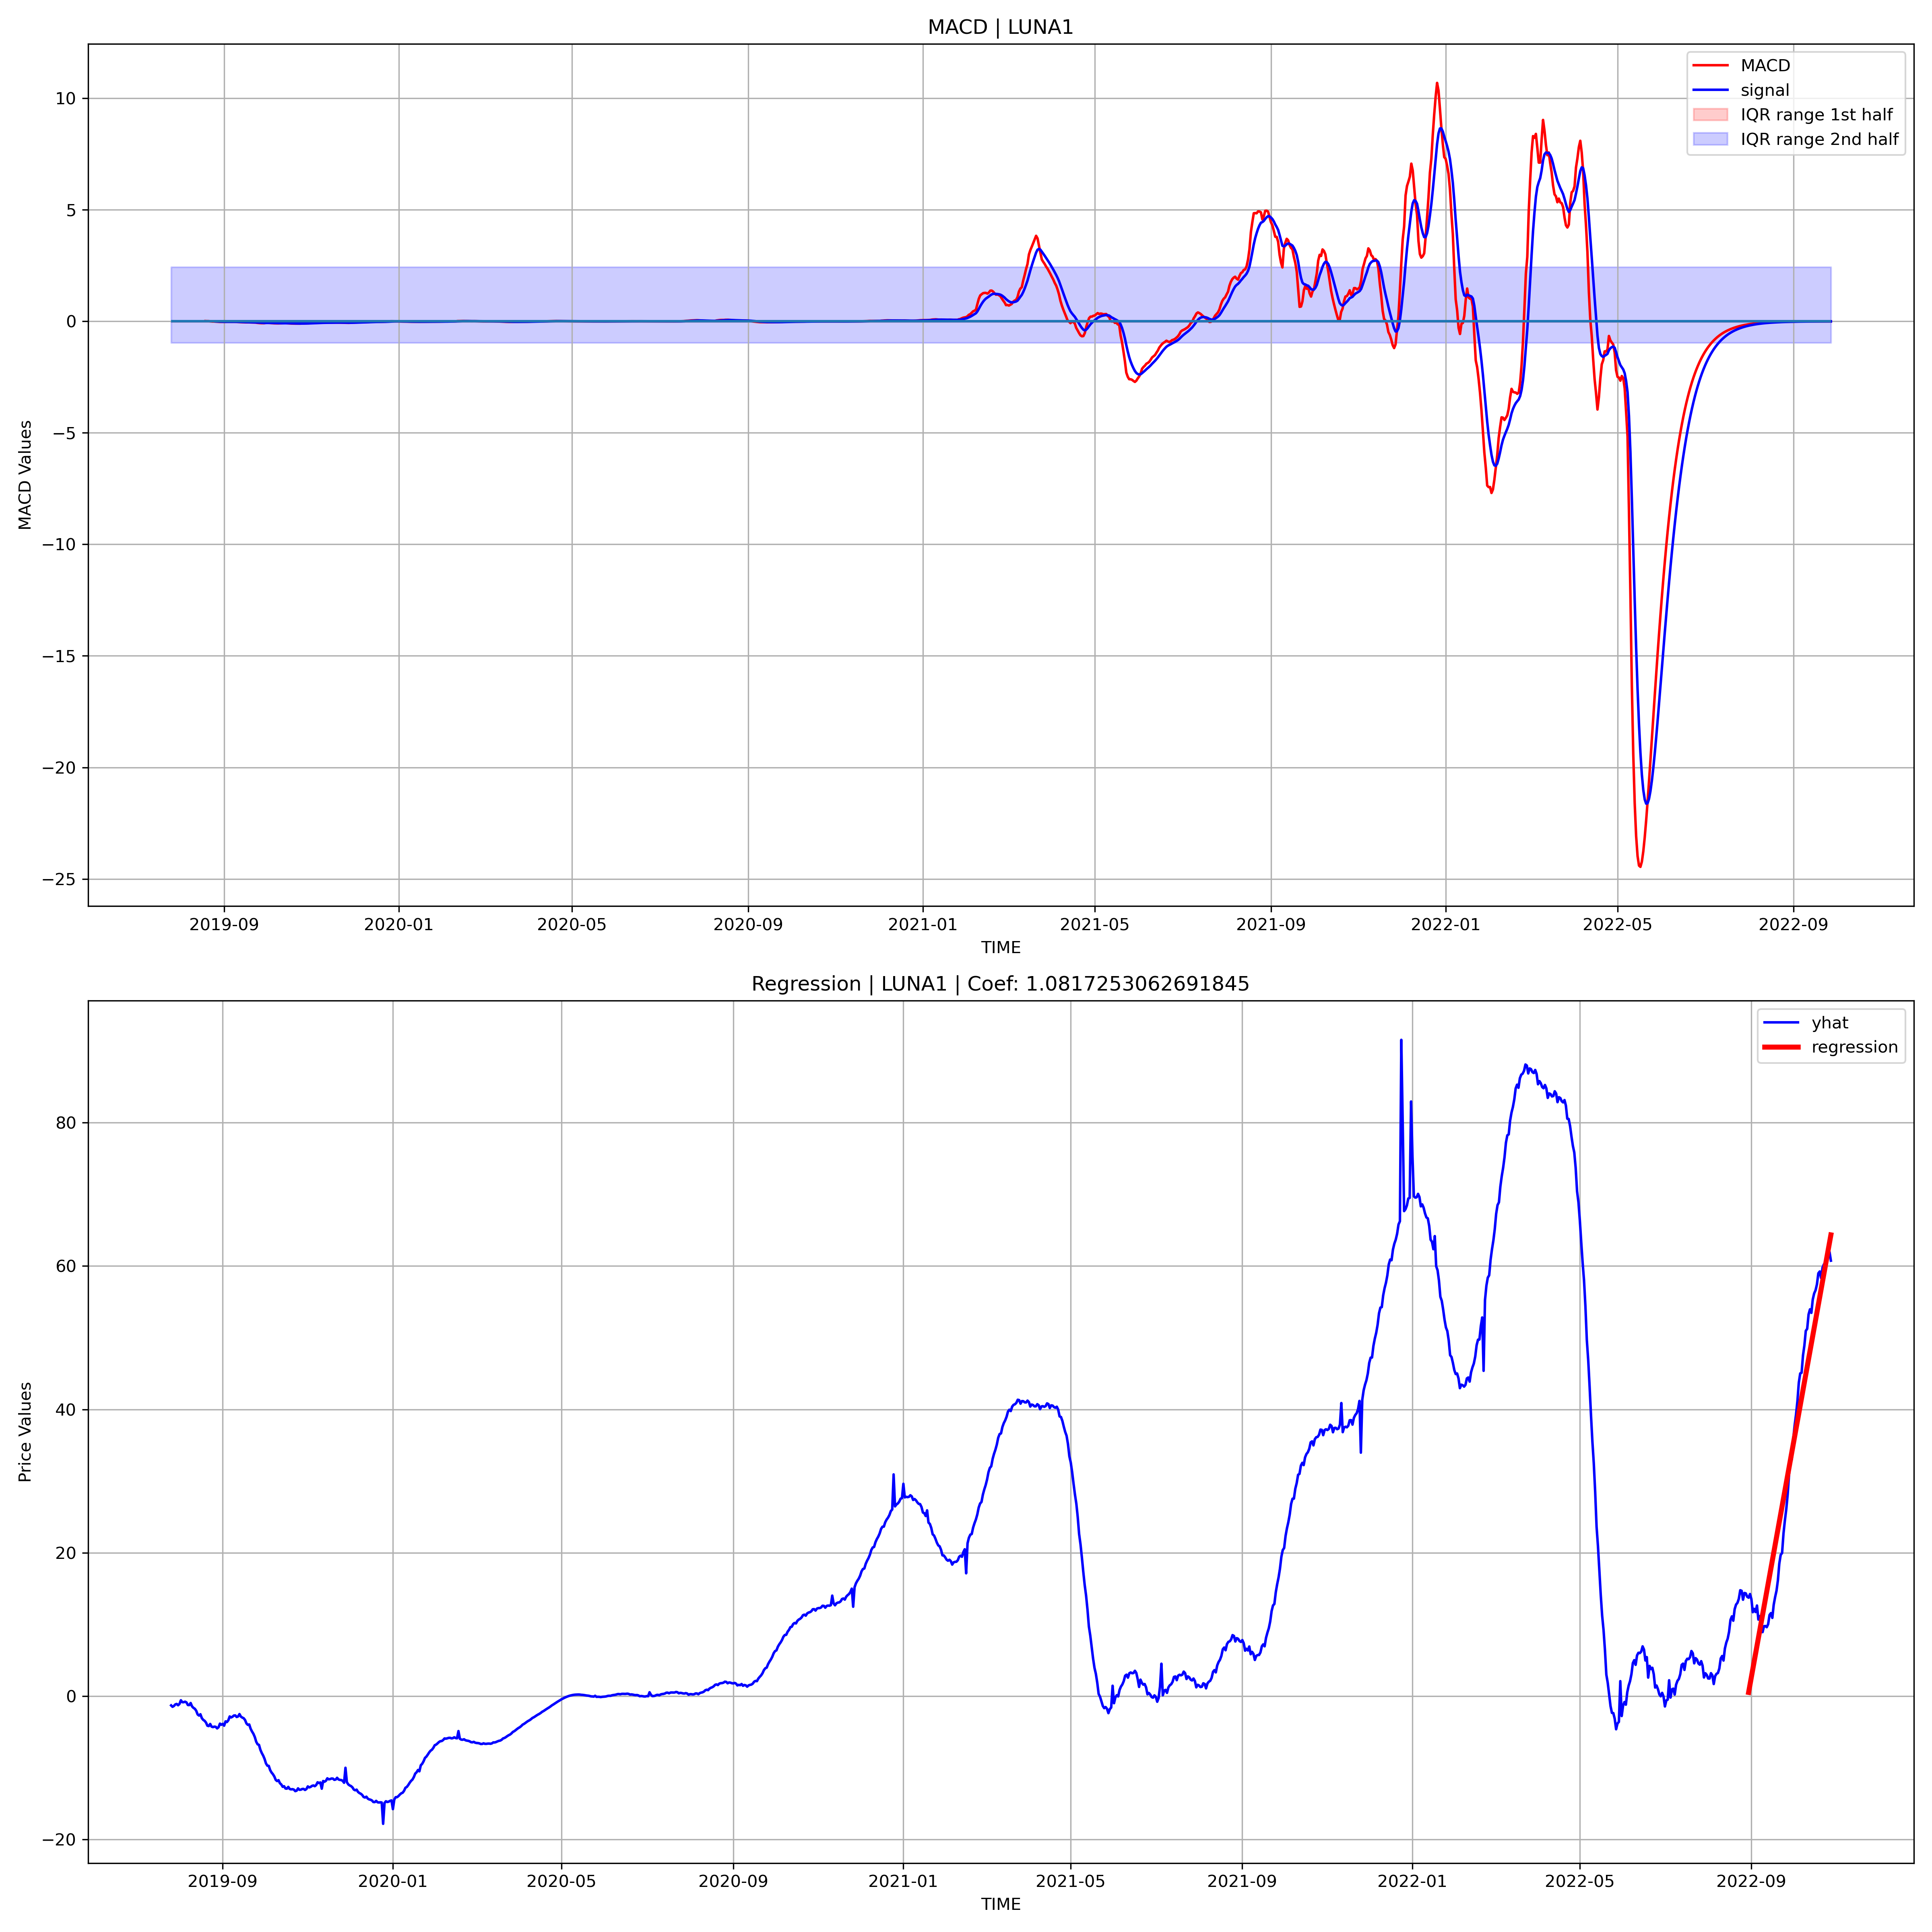 MACD | LUNA1
MACD
signal
IQR range 1st half
IQR range 2nd half
10
5
0
−5
−10
−15
−20
−25
MACD Values
2019-09 2020-01 2020-05 2020-09 2021-01 2021-05 2021-09 2022-01 2022-05 2022-09
TIME
Regression | LUNA1 | Coef: 1.0817253062691845
yhat
regression
80
60
40
20
0
−20
Price Values
2019-09 2020-01 2020-05 2020-09 2021-01 2021-05 2021-09 2022-01 2022-05 2022-09
TIME